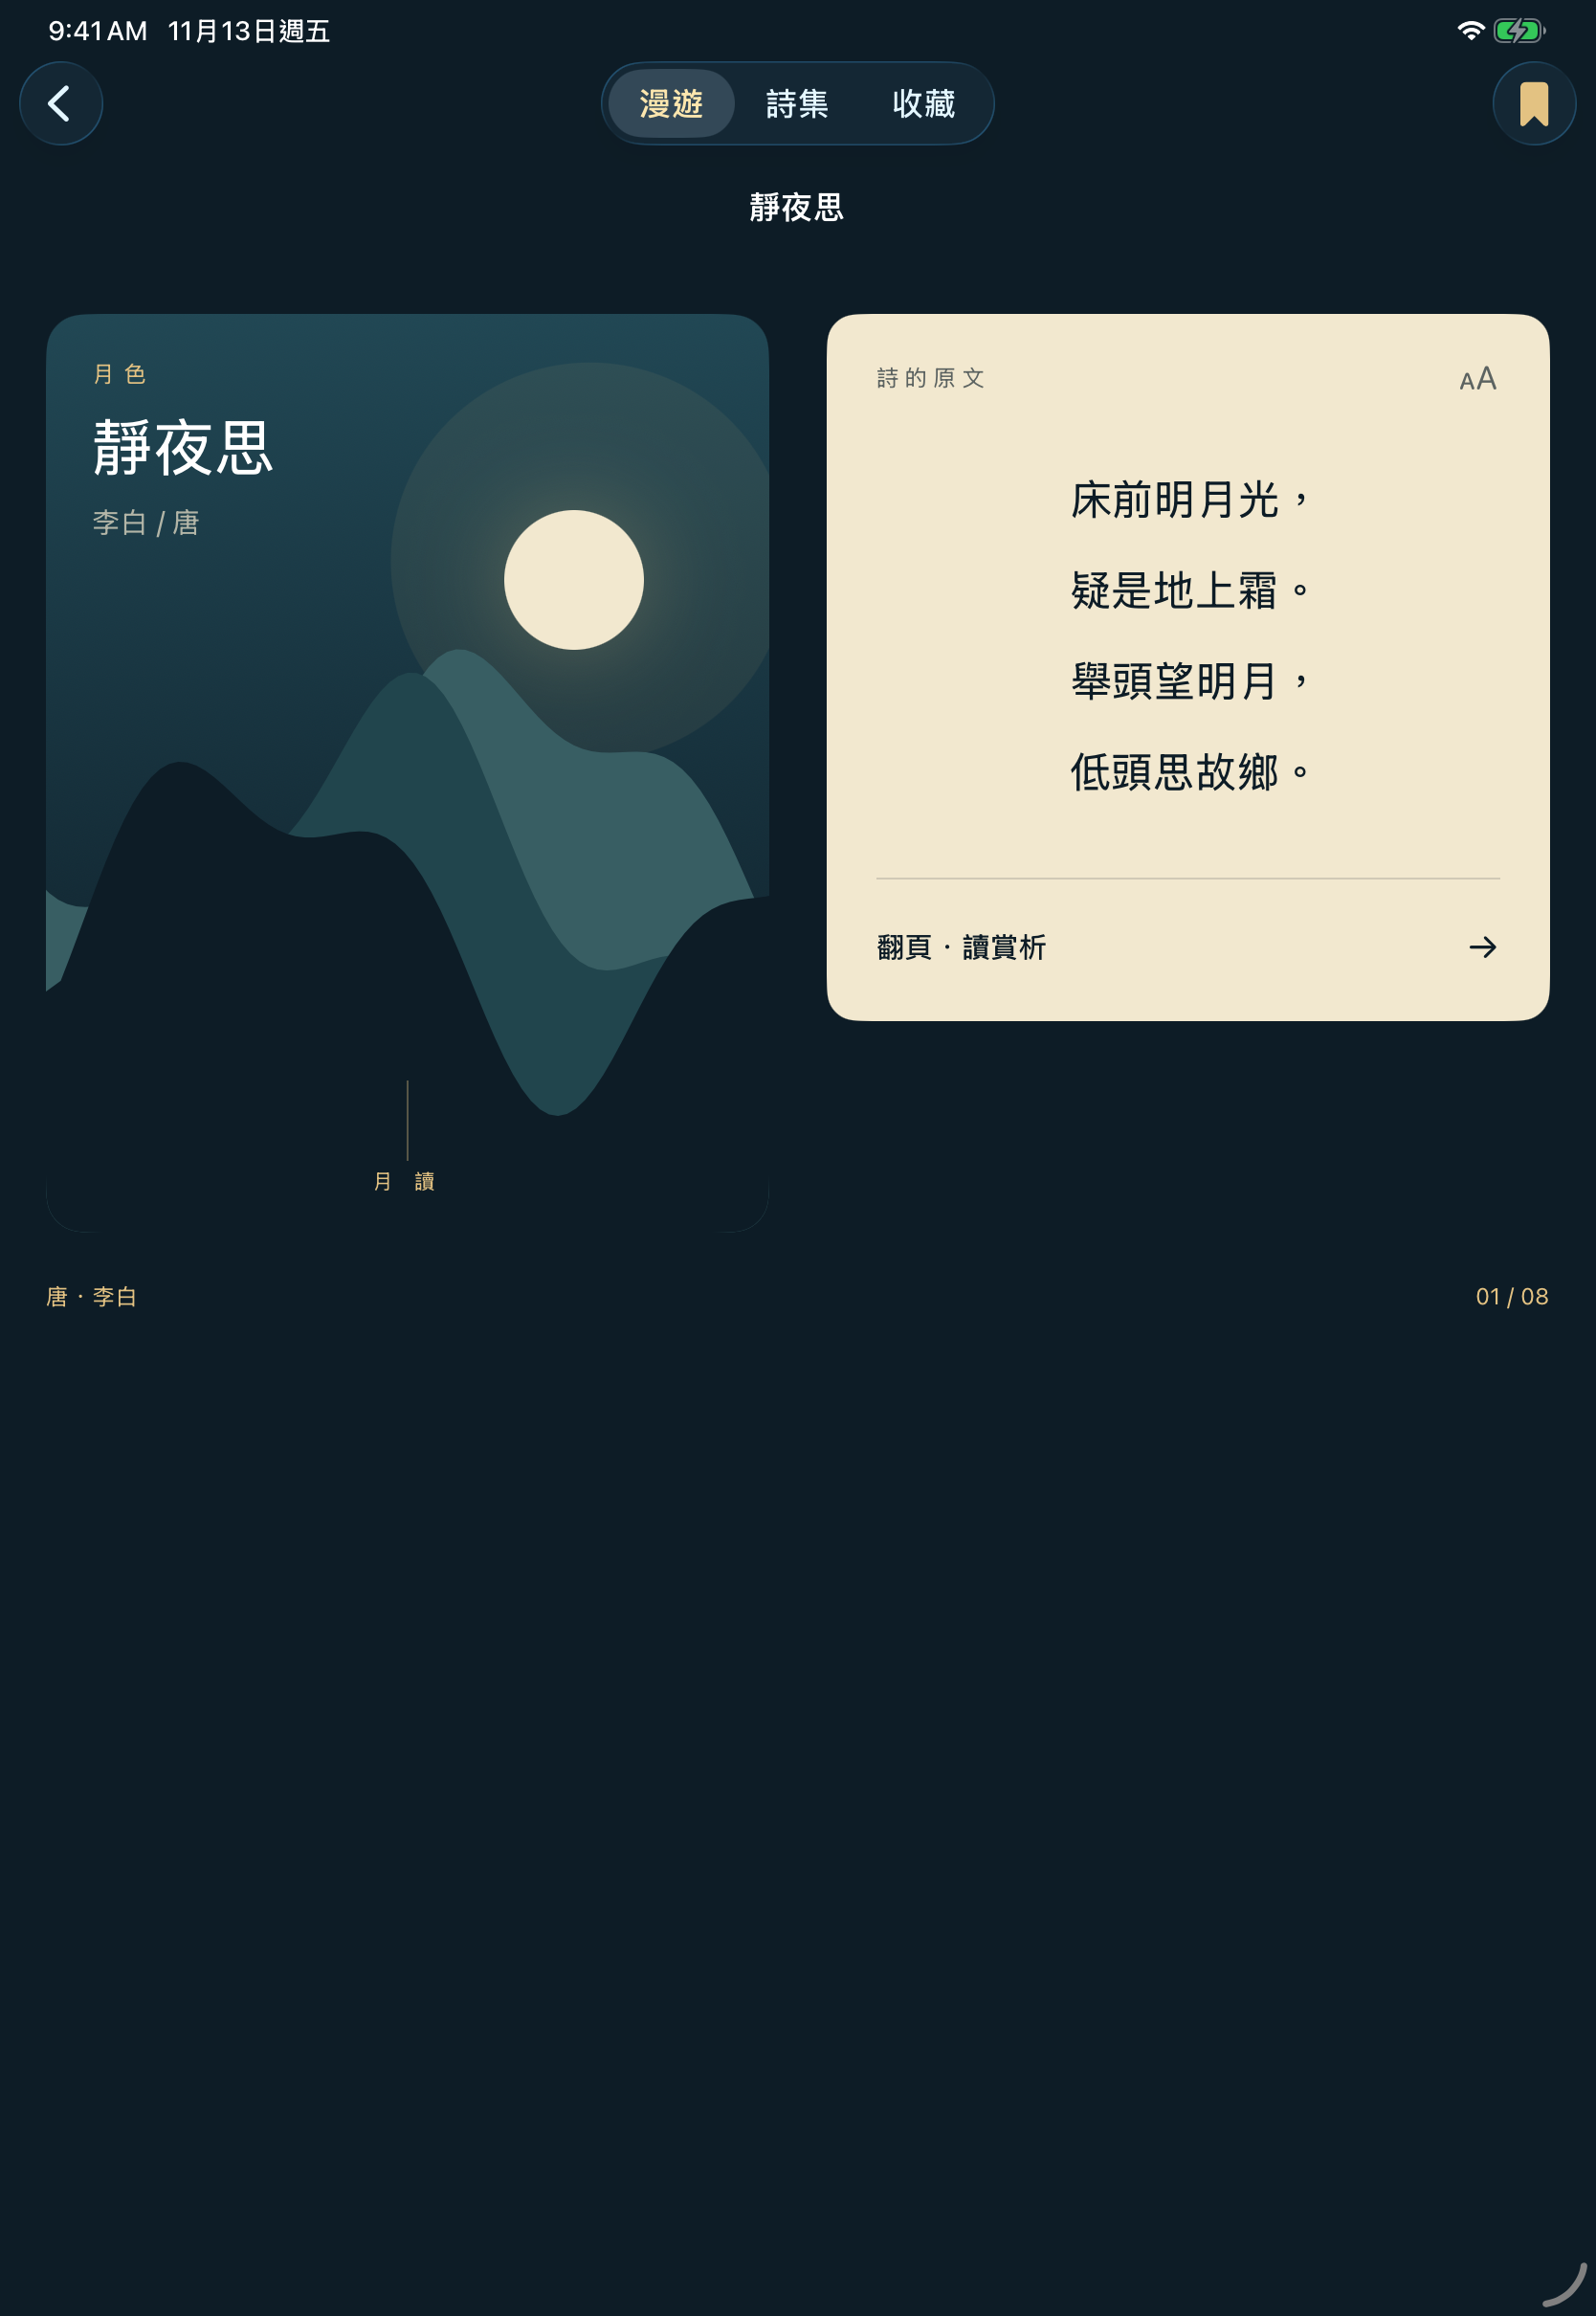 9:41 AM 11月13日週五
漫遊 詩集 收藏
靜夜思
月色
靜夜思
李白 / 唐
月 讀
詩的原文 AA
床前明月光，
疑是地上霜。
舉頭望明月，
低頭思故鄉。
翻頁 · 讀賞析 →
唐 · 李白
01 / 08